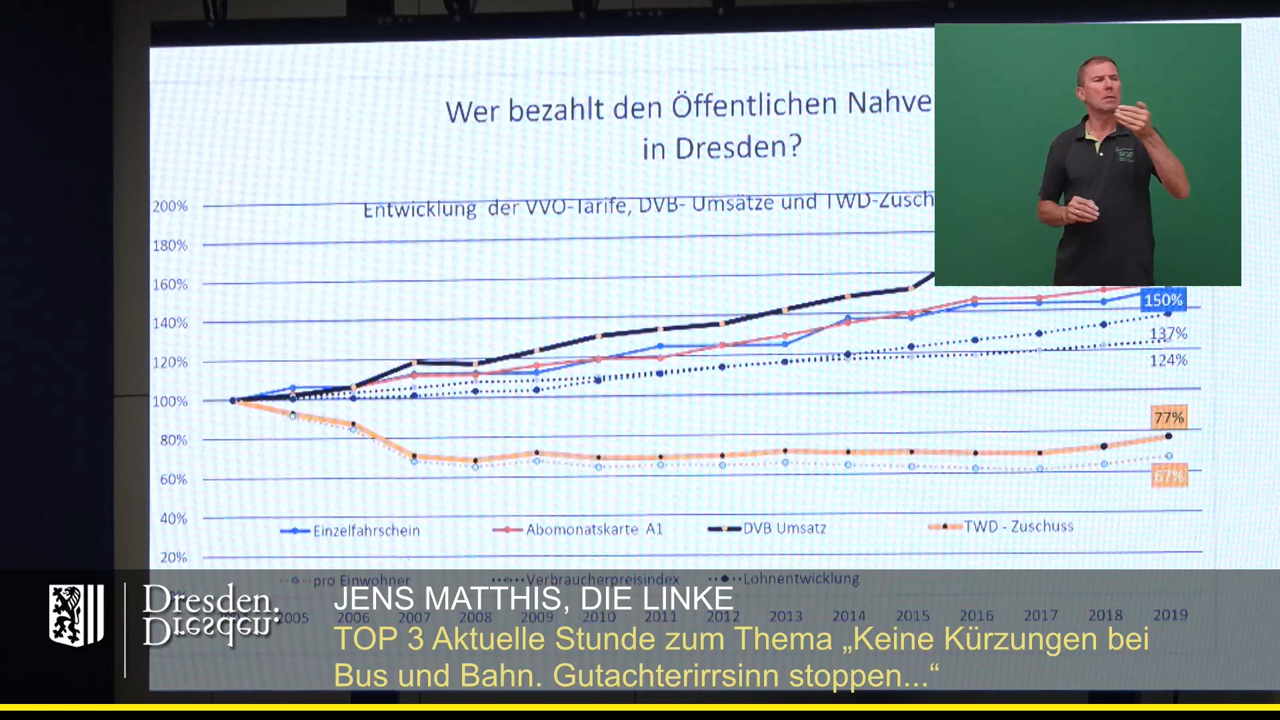 Wer bezahlt den Öffentlichen Nahve
in Dresden?
Entwicklung der VVO-Tarife, DVB- Umsätze und TWD-Zusch
200%
180%
160%
140%
120%
100%
80%
60%
40%
20%
150%
137%
124%
77%
67%
Einzelfahrschein Abomonatskarte A1 DVB Umsatz TWD - Zuschuss
pro Einwohner Verbraucherpreisindex Lohnentwicklung
2005 2006 2007 2008 2009 2010 2011 2012 2013 2014 2015 2016 2017 2018 2019
Dresden.
Dresden.
JENS MATTHIS, DIE LINKE
TOP 3 Aktuelle Stunde zum Thema „Keine Kürzungen bei
Bus und Bahn. Gutachterirrsinn stoppen...“